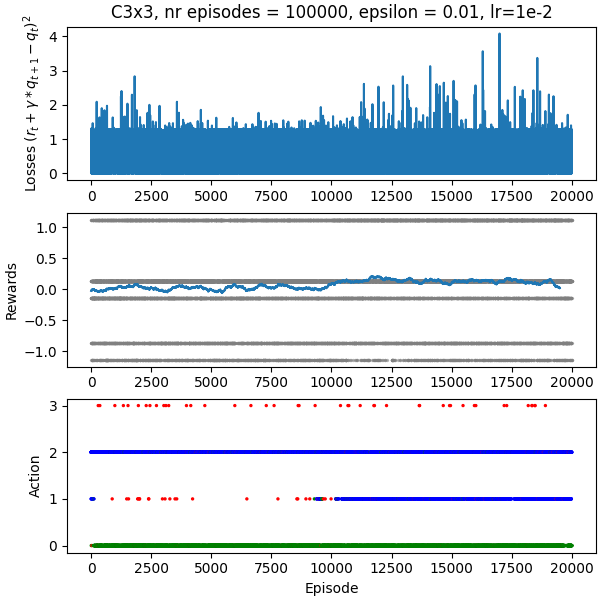 C3x3, nr episodes = 100000, epsilon = 0.01, lr=1e-2
Losses (r_t + γ * q_{t+1} − q_t)^2
4
3
2
1
0
0 2500 5000 7500 10000 12500 15000 17500 20000
Rewards
1.0
0.5
0.0
−0.5
−1.0
0 2500 5000 7500 10000 12500 15000 17500 20000
Action
3
2
1
0
0 2500 5000 7500 10000 12500 15000 17500 20000
Episode